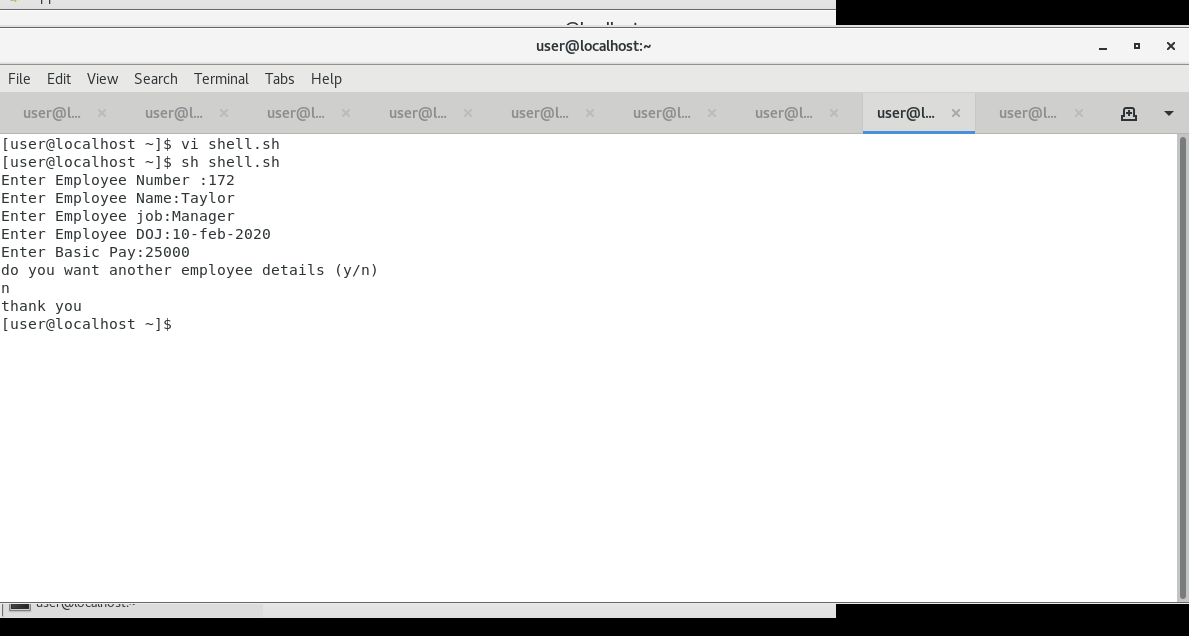 user@localhost:~
File Edit View Search Terminal Tabs Help
user@l... × user@l... × user@l... × user@l... × user@l... × user@l... × user@l... × user@l... × user@l... ×
[user@localhost ~]$ vi shell.sh
[user@localhost ~]$ sh shell.sh
Enter Employee Number :172
Enter Employee Name:Taylor
Enter Employee job:Manager
Enter Employee DOJ:10-feb-2020
Enter Basic Pay:25000
do you want another employee details (y/n)
n
thank you
[user@localhost ~]$
user@localhost:~